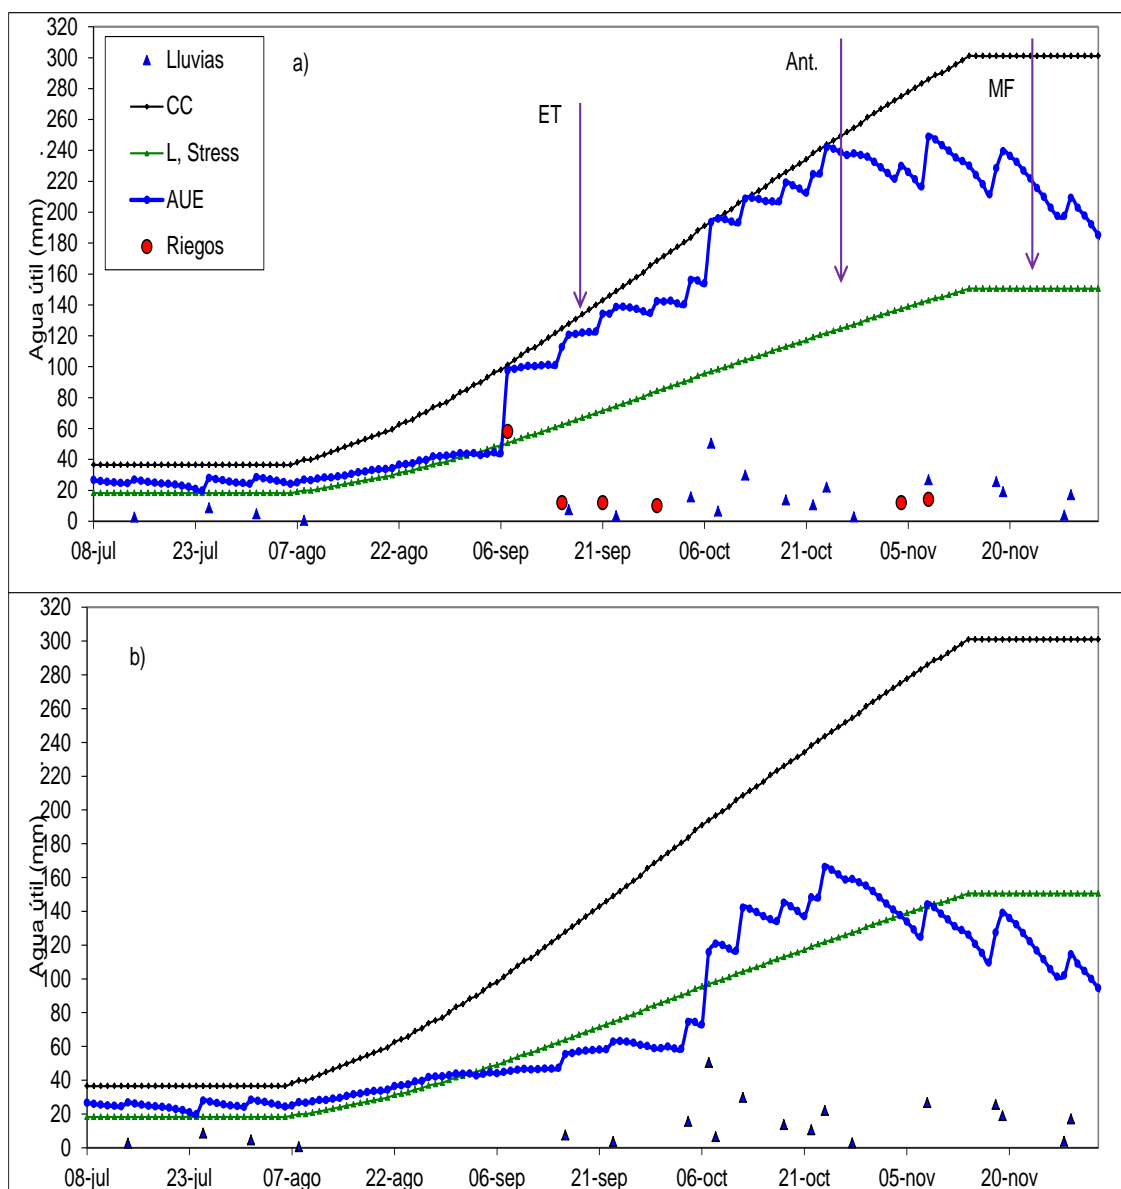 320
300
280
260
240
220
200
180
160
140
120
100
80
60
40
20
0
Agua útil (mm)
Lluvias
CC
L, Stress
AUE
Riegos
a)
ET
Ant.
MF
08-jul 23-jul 07-ago 22-ago 06-sep 21-sep 06-oct 21-oct 05-nov 20-nov
320
300
280
260
240
220
200
180
160
140
120
100
80
60
40
20
0
Agua útil (mm)
b)
08-jul 23-jul 07-ago 22-ago 06-sep 21-sep 06-oct 21-oct 05-nov 20-nov